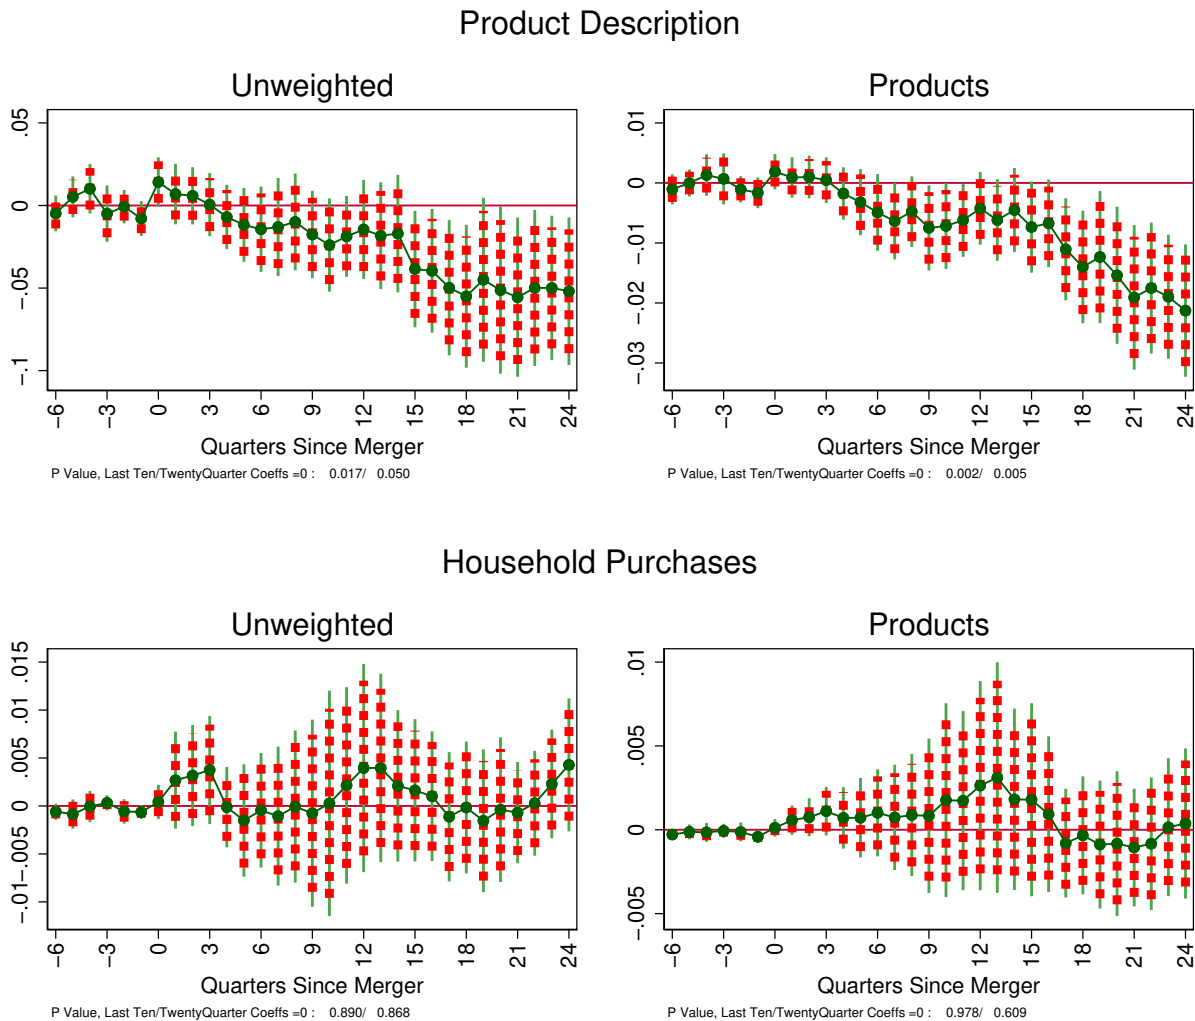 Product Description
Unweighted
.05
0
−.05
−.1
−6 −3 0 3 6 9 12 15 18 21 24
Quarters Since Merger
P Value, Last Ten/TwentyQuarter Coeffs =0 : 0.017/ 0.050
Products
.01
0
−.01
−.02
−.03
−6 −3 0 3 6 9 12 15 18 21 24
Quarters Since Merger
P Value, Last Ten/TwentyQuarter Coeffs =0 : 0.002/ 0.005
Household Purchases
Unweighted
.015
.01
.005
0
−.005
−.01
−6 −3 0 3 6 9 12 15 18 21 24
Quarters Since Merger
P Value, Last Ten/TwentyQuarter Coeffs =0 : 0.890/ 0.868
Products
.01
.005
0
−.005
−6 −3 0 3 6 9 12 15 18 21 24
Quarters Since Merger
P Value, Last Ten/TwentyQuarter Coeffs =0 : 0.978/ 0.609